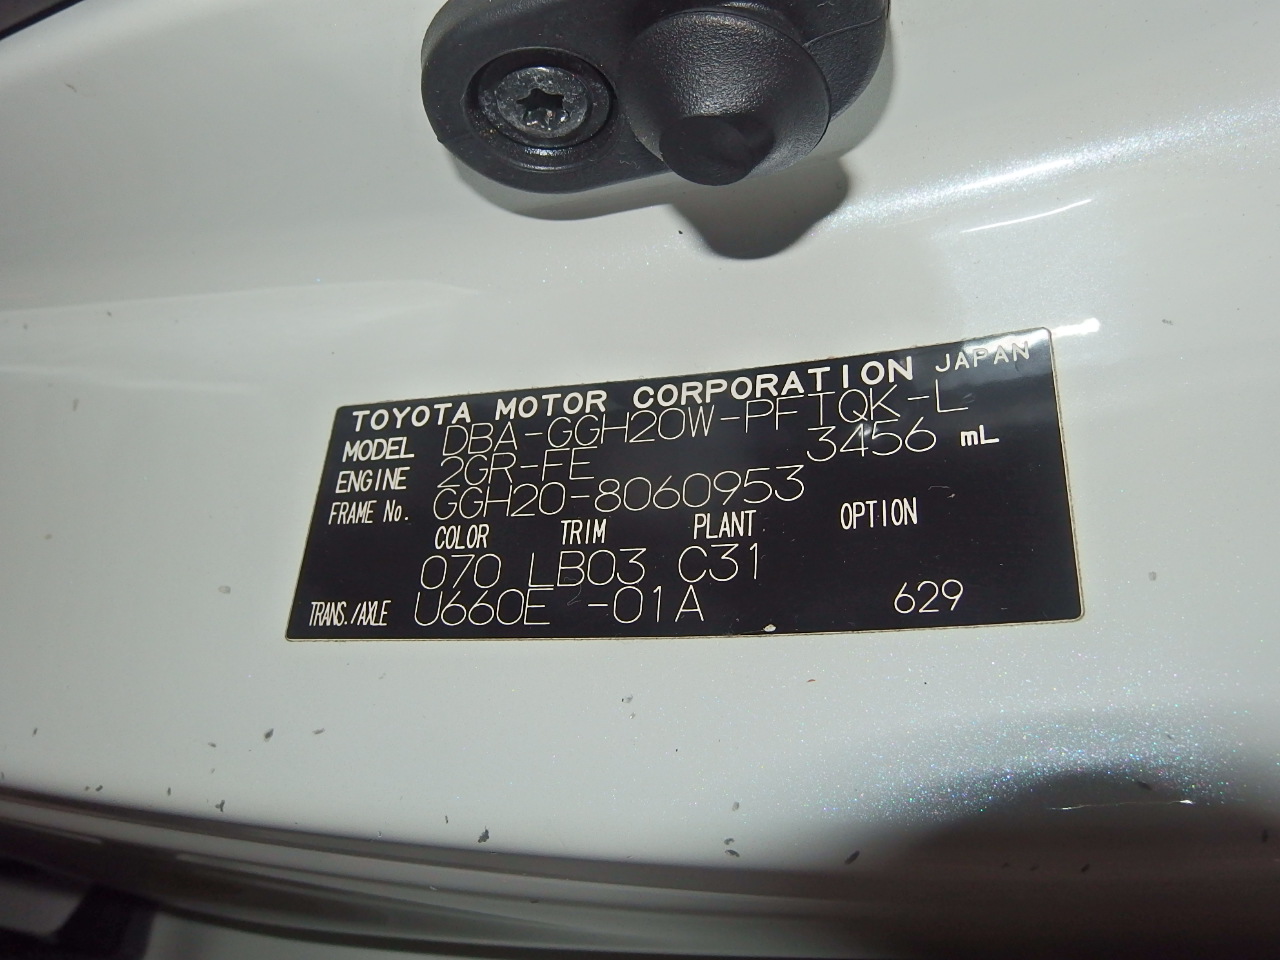 TOYOTA MOTOR CORPORATION JAPAN
MODEL DBA-GGH20W-PFTQK-L
ENGINE 2GR-FE 3456 mL
FRAME No. GGH20-8060953
COLOR TRIM PLANT OPTION
070 LB03 C31
TRANS./AXLE U660E -01A 629